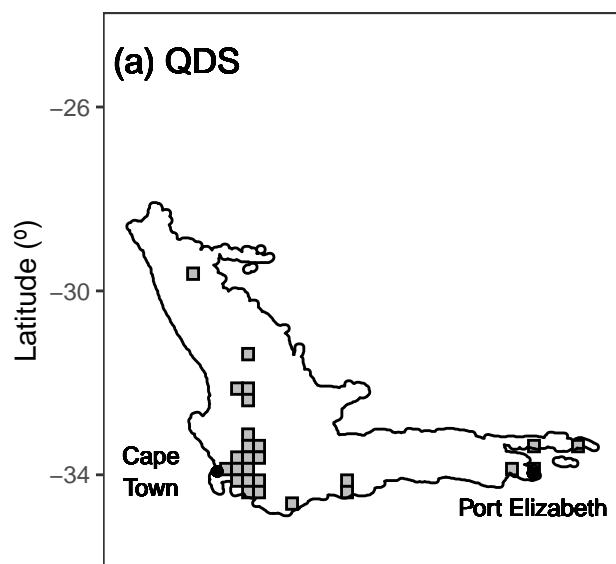 (a) QDS
−26
Latitude (º)
−30
Cape
Town
−34
Port Elizabeth